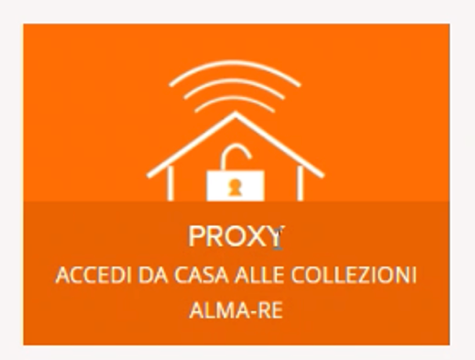 PROXY
ACCEDI DA CASA ALLE COLLEZIONI
ALMA-RE